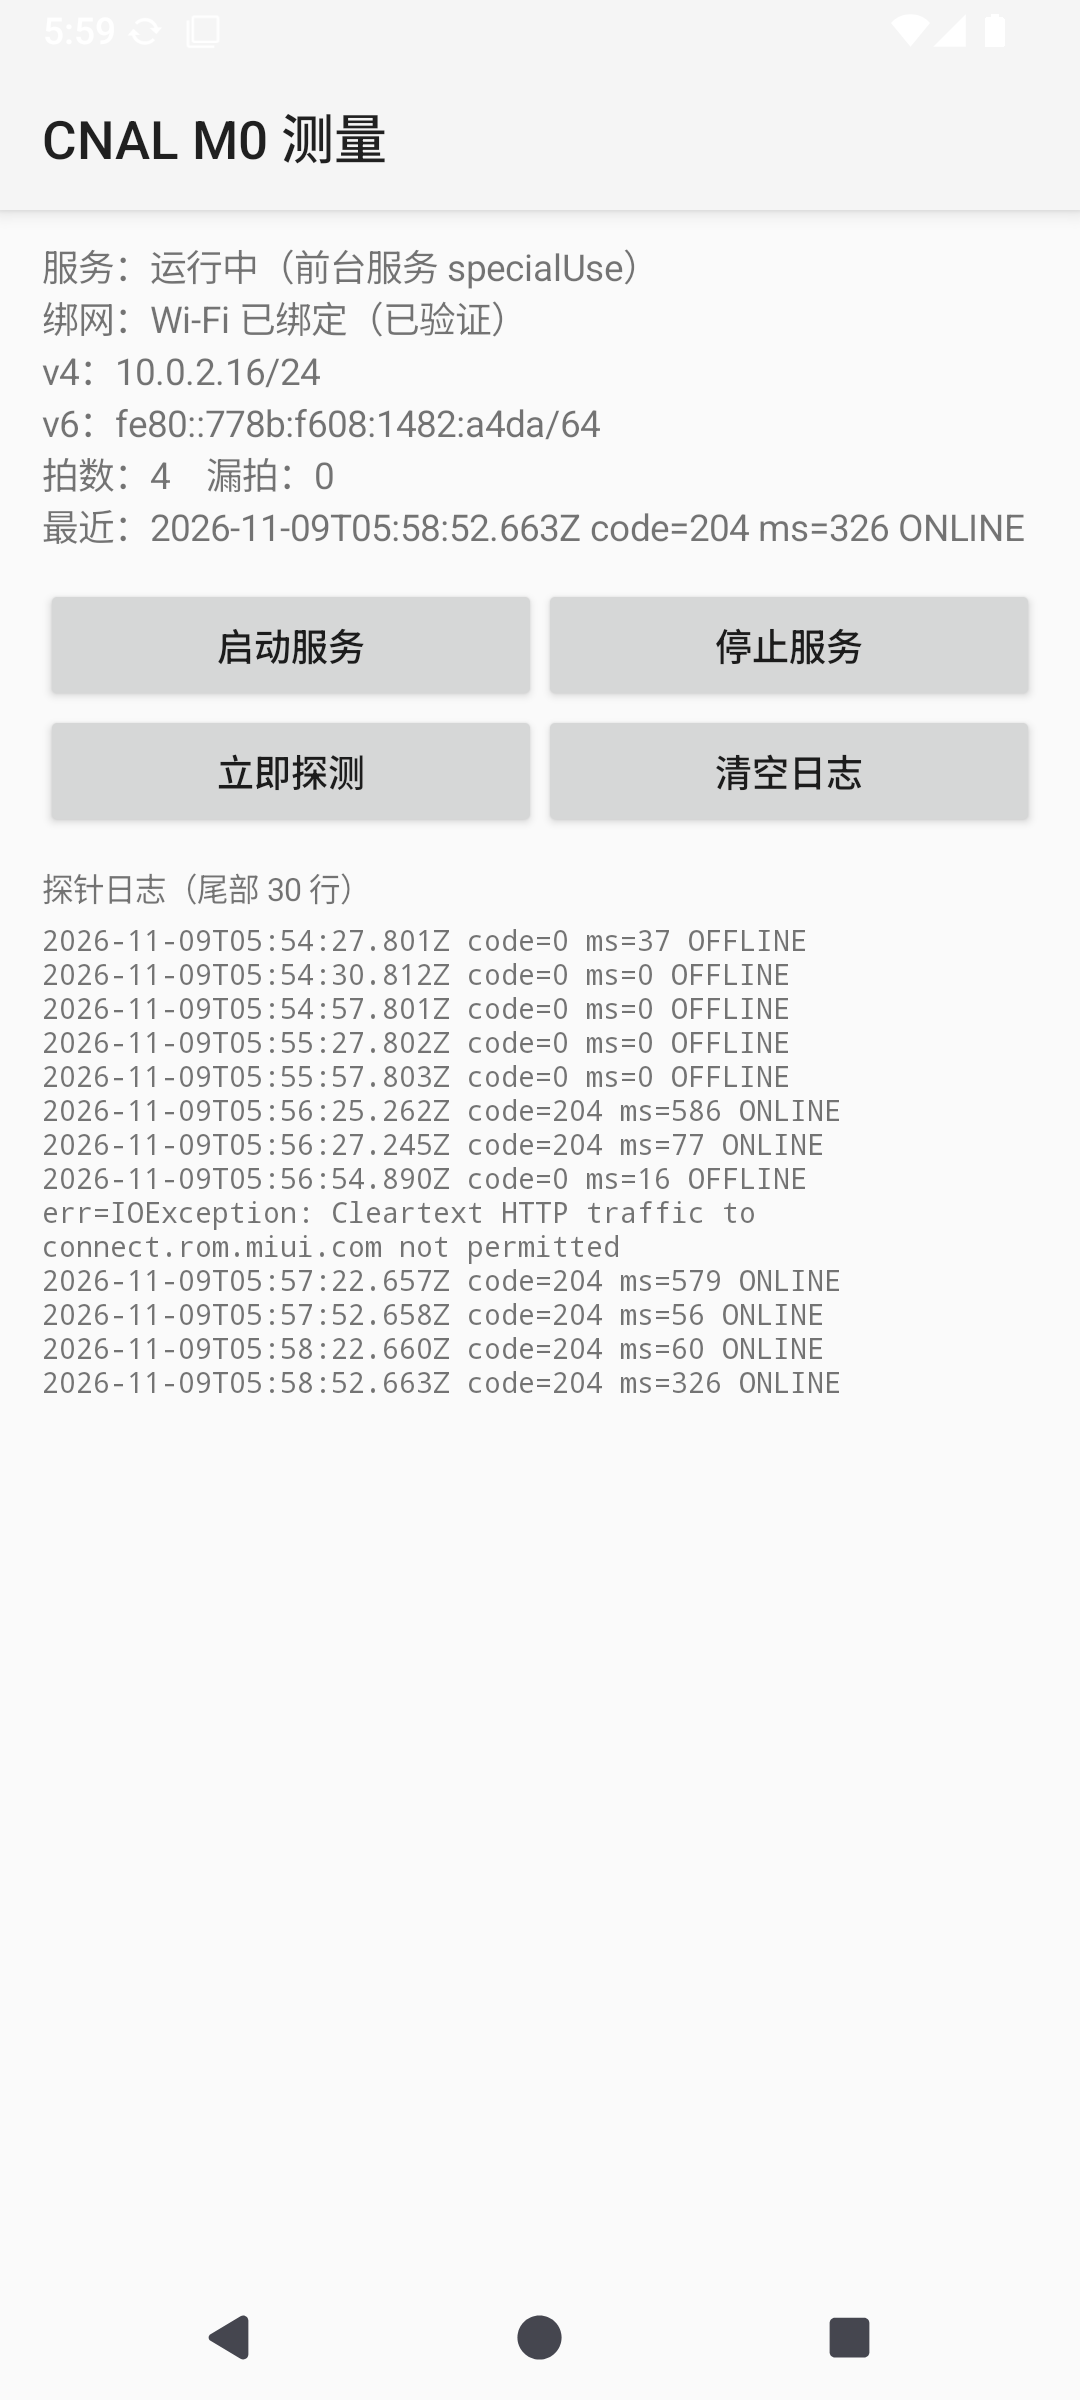 5:59
CNAL M0 测量
服务：运行中（前台服务 specialUse）
绑网：Wi-Fi 已绑定（已验证）
v4：10.0.2.16/24
v6：fe80::778b:f608:1482:a4da/64
拍数：4 漏拍：0
最近：2026-11-09T05:58:52.663Z code=204 ms=326 ONLINE
启动服务 停止服务
立即探测 清空日志
探针日志（尾部 30 行）
2026-11-09T05:54:27.801Z code=0 ms=37 OFFLINE
2026-11-09T05:54:30.812Z code=0 ms=0 OFFLINE
2026-11-09T05:54:57.801Z code=0 ms=0 OFFLINE
2026-11-09T05:55:27.802Z code=0 ms=0 OFFLINE
2026-11-09T05:55:57.803Z code=0 ms=0 OFFLINE
2026-11-09T05:56:25.262Z code=204 ms=586 ONLINE
2026-11-09T05:56:27.245Z code=204 ms=77 ONLINE
2026-11-09T05:56:54.890Z code=0 ms=16 OFFLINE
err=IOException: Cleartext HTTP traffic to
connect.rom.miui.com not permitted
2026-11-09T05:57:22.657Z code=204 ms=579 ONLINE
2026-11-09T05:57:52.658Z code=204 ms=56 ONLINE
2026-11-09T05:58:22.660Z code=204 ms=60 ONLINE
2026-11-09T05:58:52.663Z code=204 ms=326 ONLINE